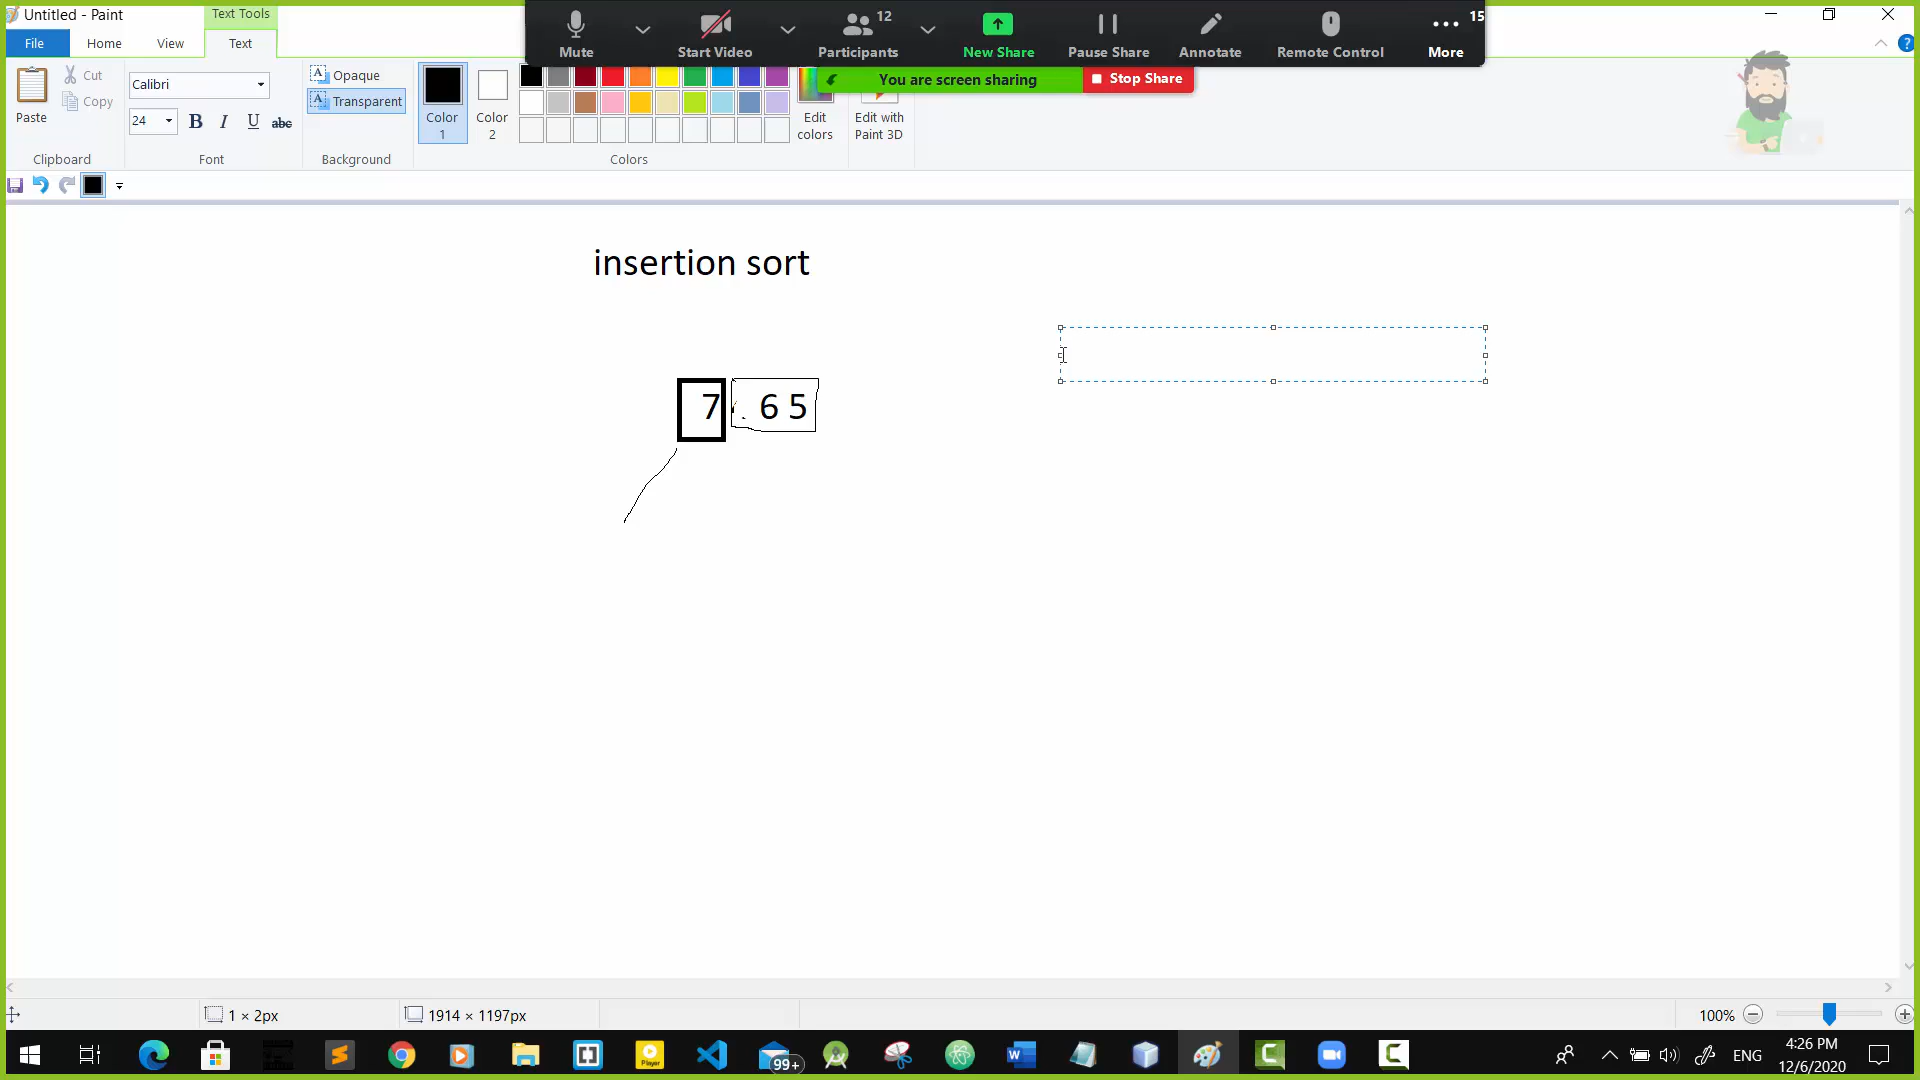 Untitled - Paint
Text Tools
File
Home
View
Text
Mute
Start Video
12
Participants
New Share
Pause Share
Annotate
Remote Control
15
More
You are screen sharing
Stop Share
Paste
Cut
Copy
Clipboard
Calibri
24
B I U abc
Font
A Opaque
A Transparent
Background
Color 1
Color 2
Colors
Edit colors
Edit with Paint 3D
insertion sort
7 6 5
1 × 2px
1914 × 1197px
100%
99+
Player
ENG
4:26 PM
12/6/2020